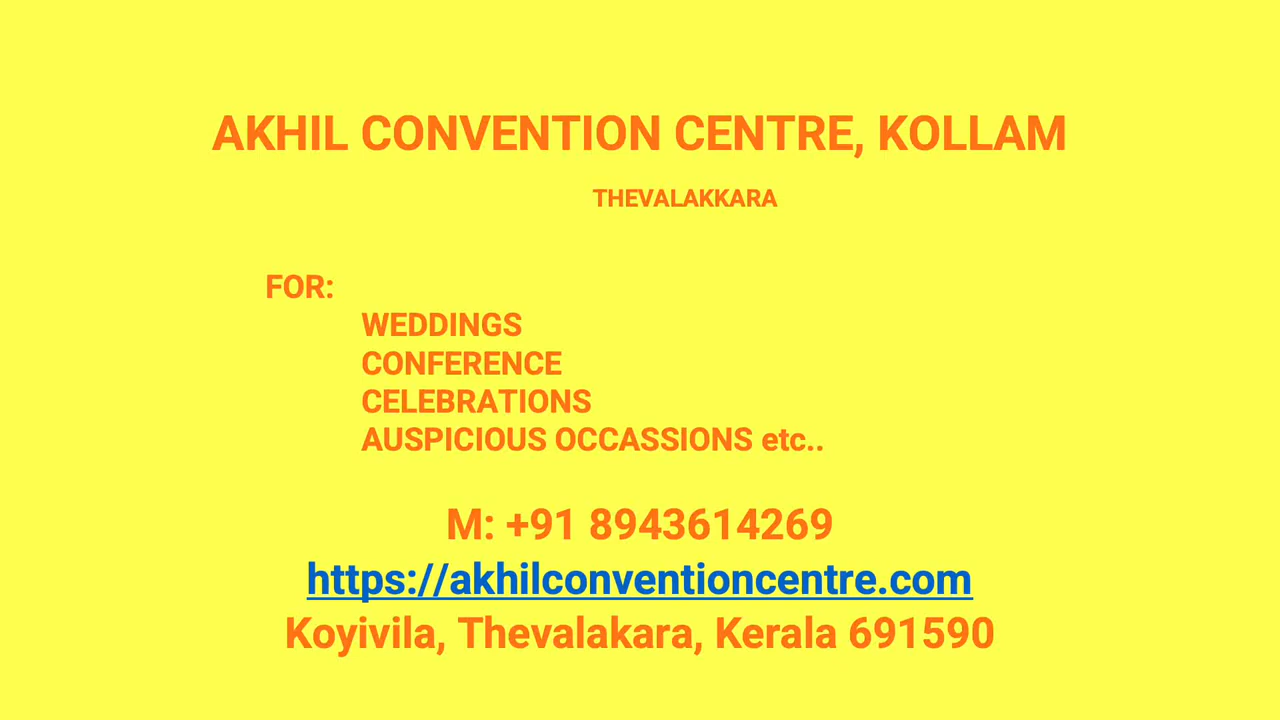 AKHIL CONVENTION CENTRE, KOLLAM
THEVALAKKARA
FOR:
WEDDINGS
CONFERENCE
CELEBRATIONS
AUSPICIOUS OCCASSIONS etc..
M: +91 8943614269
https://akhilconventioncentre.com
Koyivila, Thevalakara, Kerala 691590